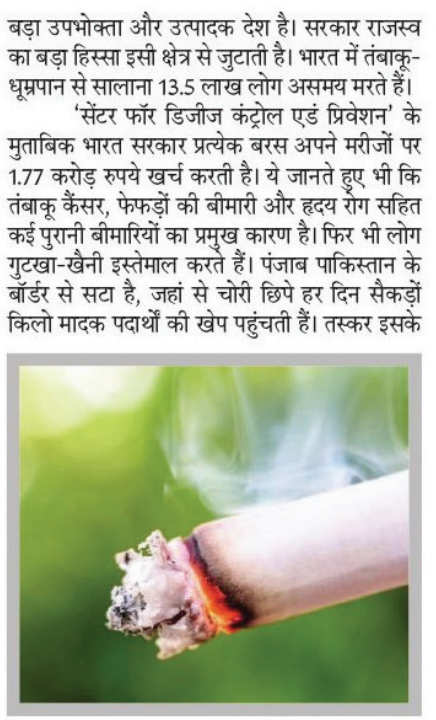 बड़ा उपभोक्ता और उत्पादक देश है। सरकार राजस्व
का बड़ा हिस्सा इसी क्षेत्र से जुटाती है। भारत में तंबाकू-
धूम्रपान से सालाना 13.5 लाख लोग असमय मरते हैं।
'सेंटर फॉर डिजीज कंट्रोल एडं प्रिवेशन' के
मुताबिक भारत सरकार प्रत्येक बरस अपने मरीजों पर
1.77 करोड़ रुपये खर्च करती है। ये जानते हुए भी कि
तंबाकू कैंसर, फेफड़ों की बीमारी और हृदय रोग सहित
कई पुरानी बीमारियों का प्रमुख कारण है। फिर भी लोग
गुटखा-खैनी इस्तेमाल करते हैं। पंजाब पाकिस्तान के
बॉर्डर से सटा है, जहां से चोरी छिपे हर दिन सैकड़ों
किलो मादक पदार्थों की खेप पहुंचती हैं। तस्कर इसके